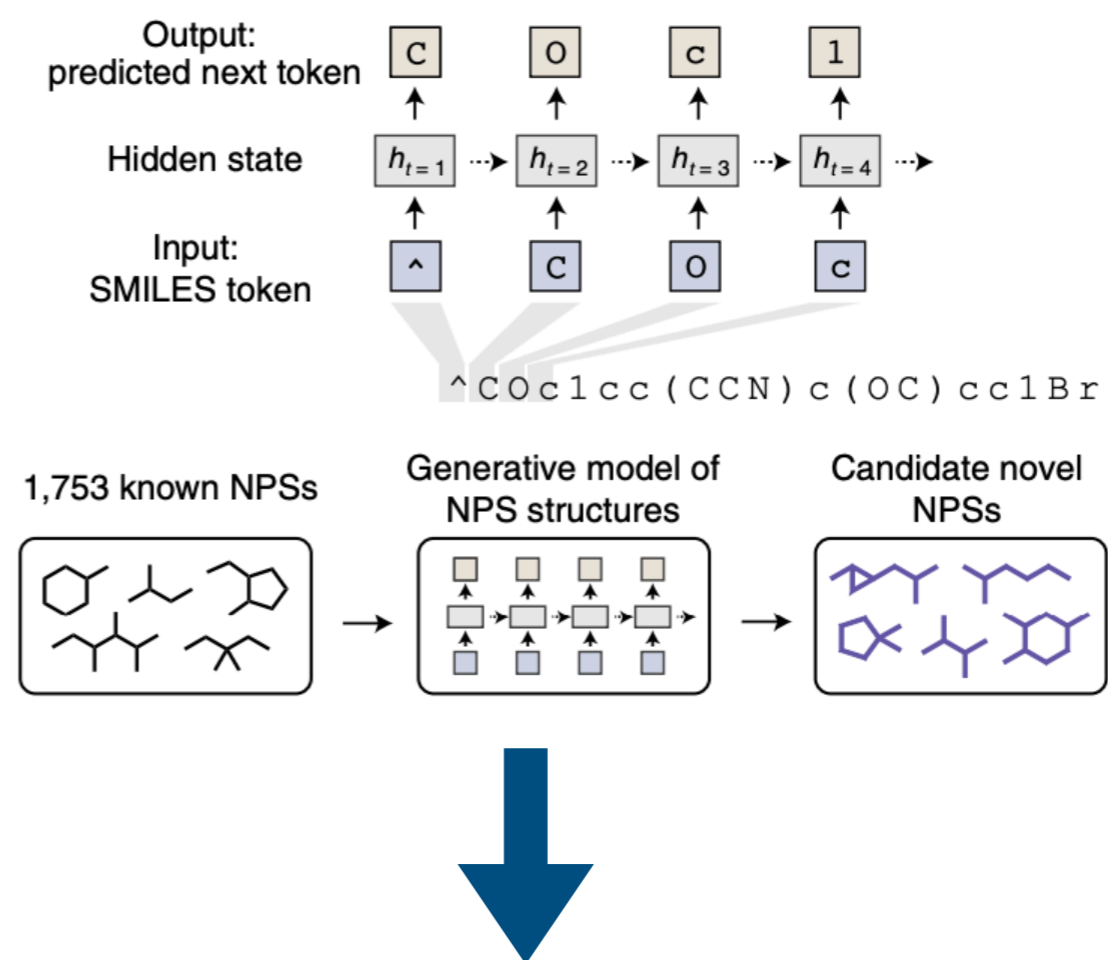 Output:
predicted next token
C O c 1
Hidden state
h t = 1 h t = 2 h t = 3 h t = 4
Input:
SMILES token
^ C O c
^COc1cc(CCN)c(OC)cc1Br
1,753 known NPSs
Generative model of
NPS structures
Candidate novel
NPSs